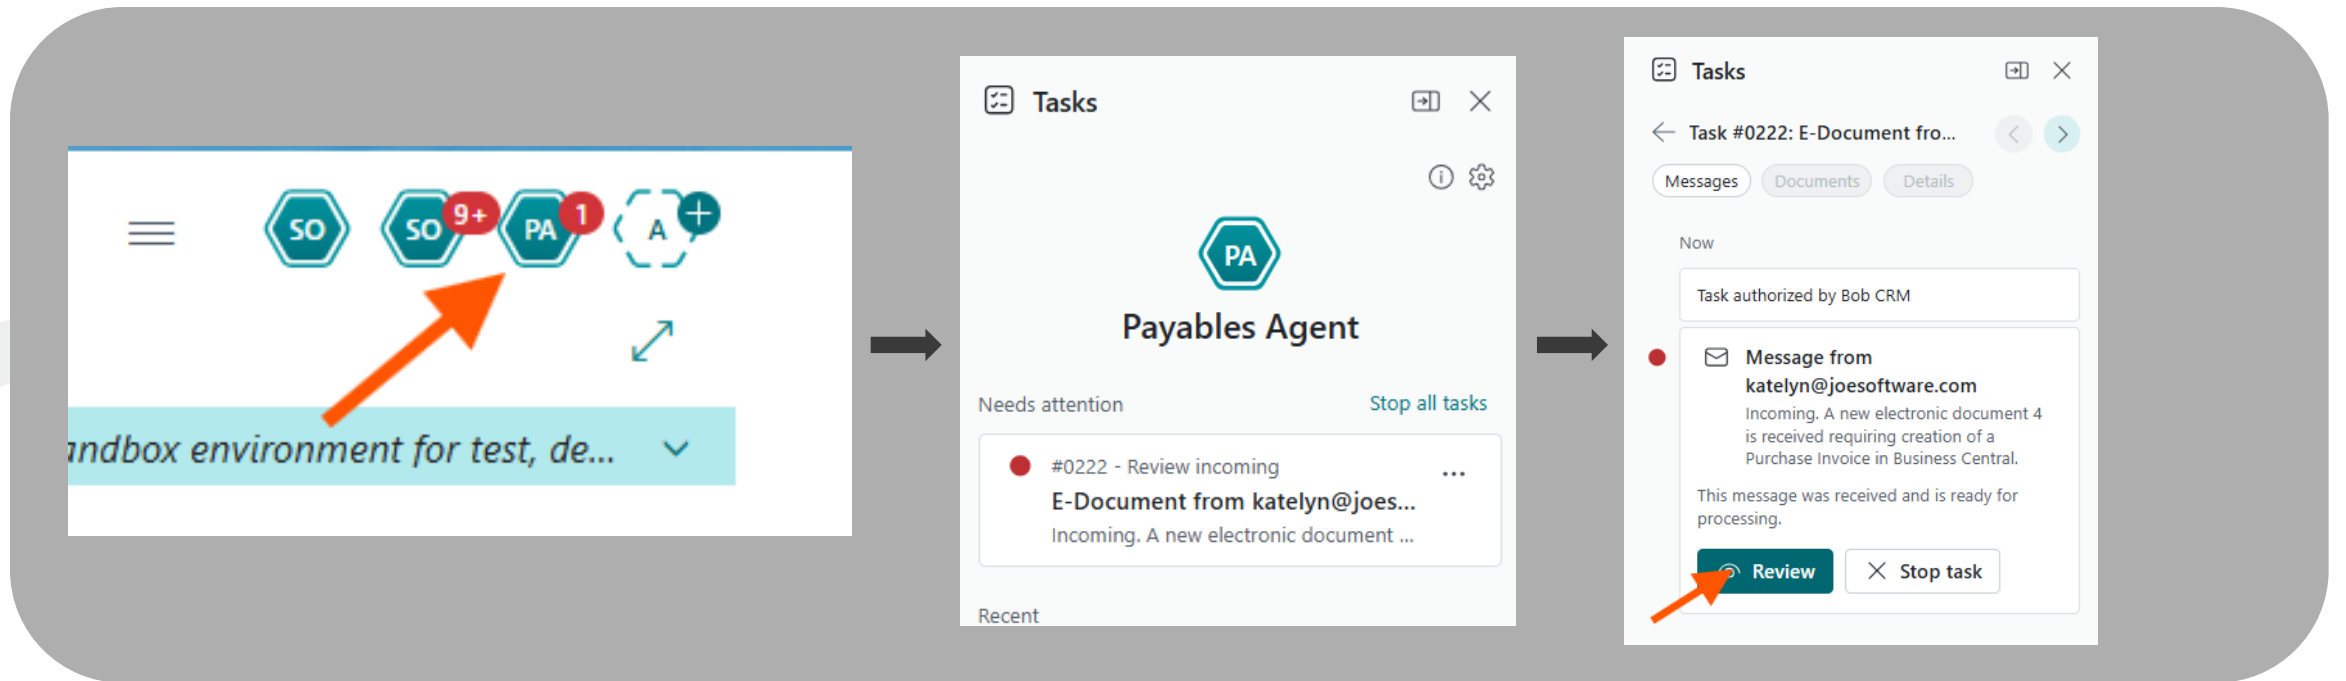 SO SO 9+ PA 1 A
andbox environment for test, de...
Tasks
PA
Payables Agent
Needs attention Stop all tasks
#0222 - Review incoming
E-Document from katelyn@joes...
Incoming. A new electronic document ...
Recent
Tasks
Task #0222: E-Document fro...
Messages Documents Details
Now
Task authorized by Bob CRM
Message from
katelyn@joesoftware.com
Incoming. A new electronic document 4
is received requiring creation of a
Purchase Invoice in Business Central.
This message was received and is ready for
processing.
Review Stop task